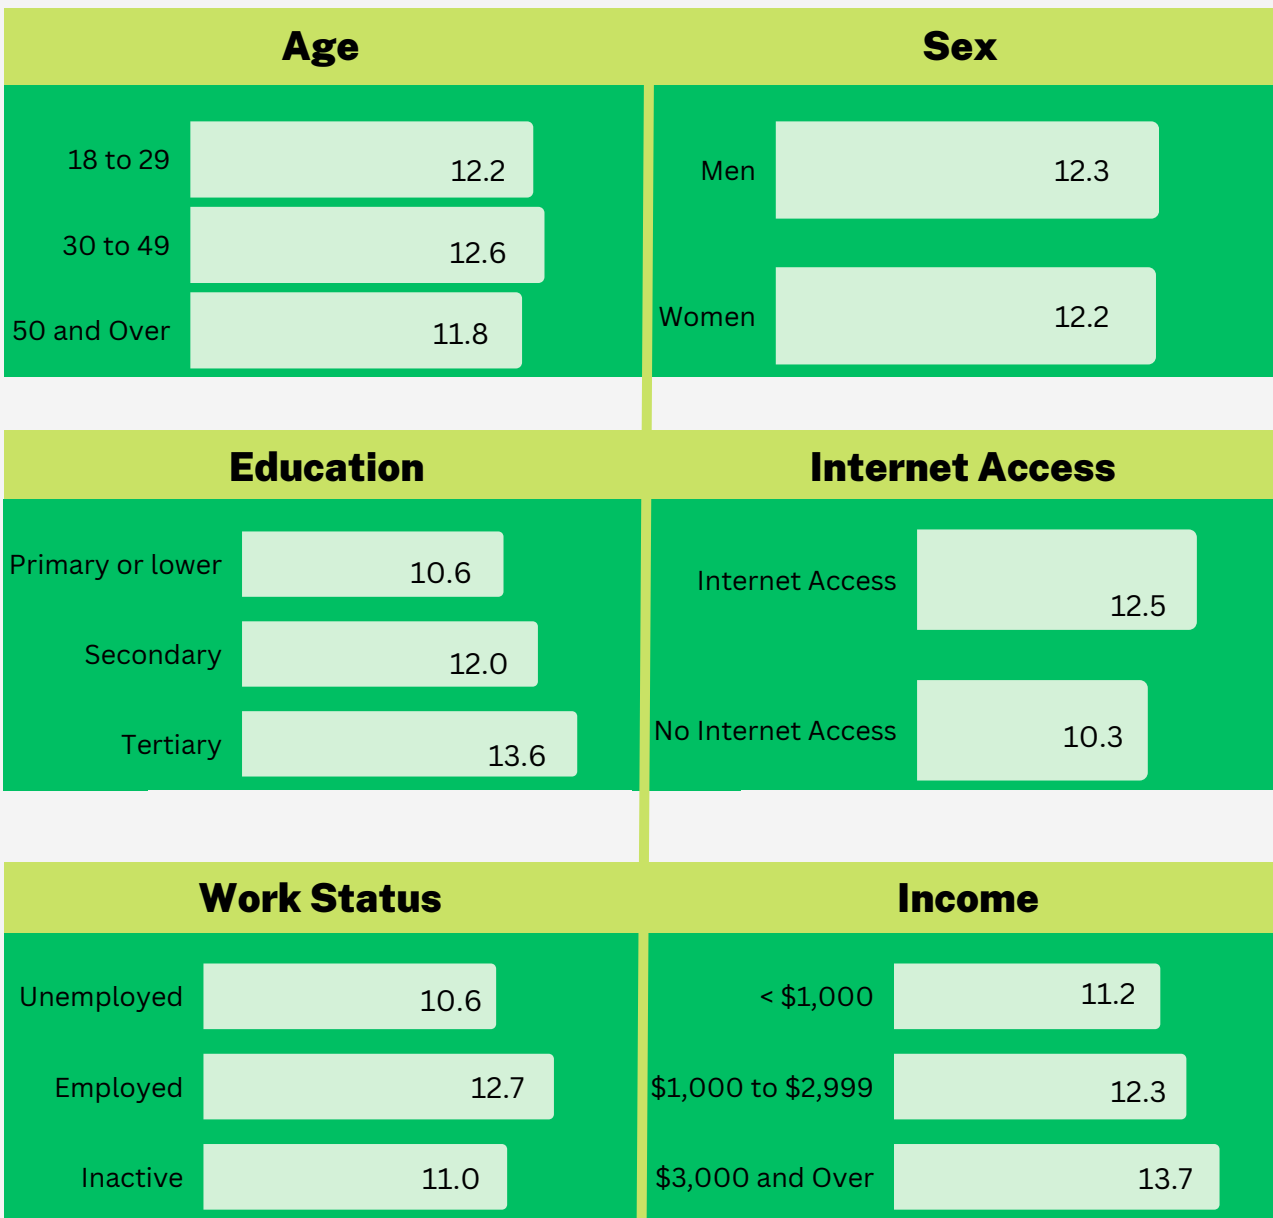 Age
18 to 29 12.2
30 to 49 12.6
50 and Over 11.8
Sex
Men 12.3
Women 12.2
Education
Primary or lower 10.6
Secondary 12.0
Tertiary 13.6
Internet Access
Internet Access 12.5
No Internet Access 10.3
Work Status
Unemployed 10.6
Employed 12.7
Inactive 11.0
Income
< $1,000 11.2
$1,000 to $2,999 12.3
$3,000 and Over 13.7